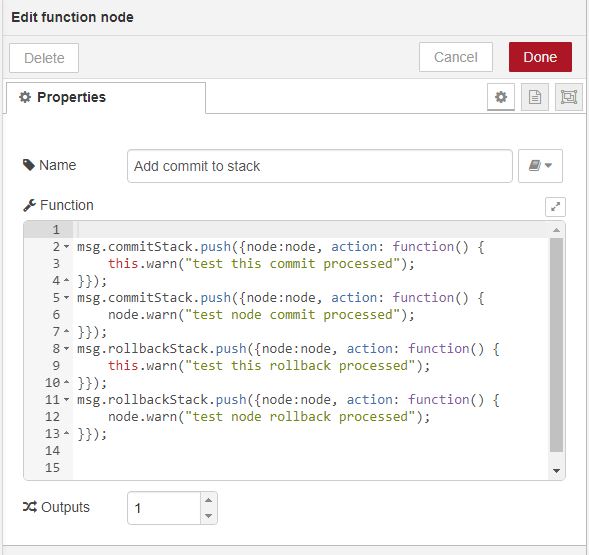 Edit function node
Delete
Cancel
Done
Properties
Name
Add commit to stack
Function
1
2 msg.commitStack.push({node:node, action: function() {
3     this.warn("test this commit processed");
4 }});
5 msg.commitStack.push({node:node, action: function() {
6     node.warn("test node commit processed");
7 }});
8 msg.rollbackStack.push({node:node, action: function() {
9     this.warn("test this rollback processed");
10 }});
11 msg.rollbackStack.push({node:node, action: function() {
12     node.warn("test node rollback processed");
13 }});
14
15
Outputs
1